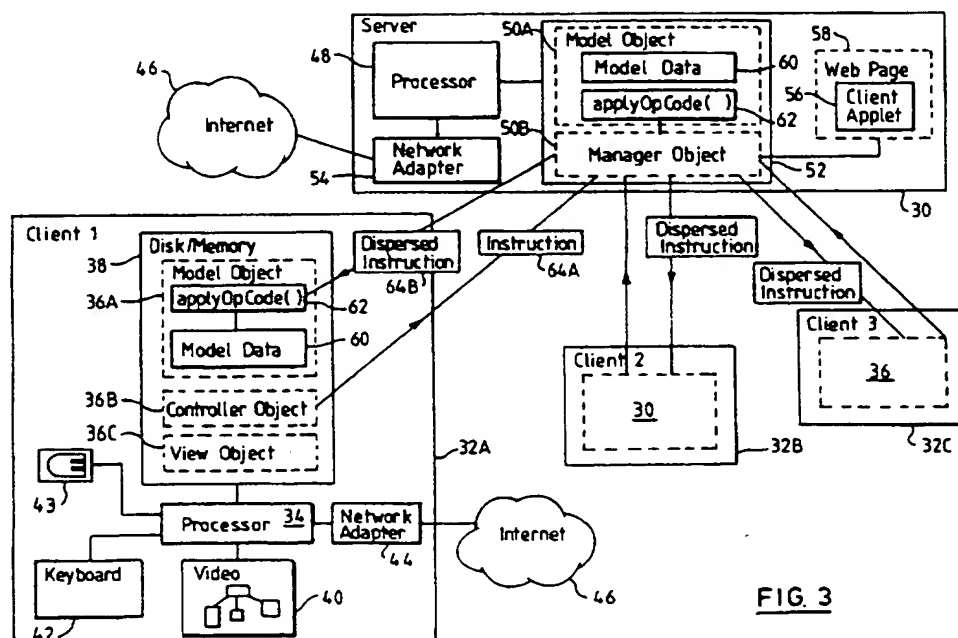 Server
48
Processor
Network
Adapter
54
46
Internet
50A
Model Object
Model Data
60
applyOpCode( )
62
50B
Manager Object
52
58
Web Page
56
Client
Applet
30
Client 1
38
Disk/Memory
Model Object
36A
applyOpCode( )
62
Model Data
60
36B
Controller Object
36C
View Object
32A
43
Processor
34
Network
Adapter
44
Internet
46
Keyboard
42
Video
40
Dispersed
Instruction
64B
Instruction
64A
Dispersed
Instruction
Dispersed
Instruction
Client 2
30
32B
Client 3
36
32C
FIG. 3